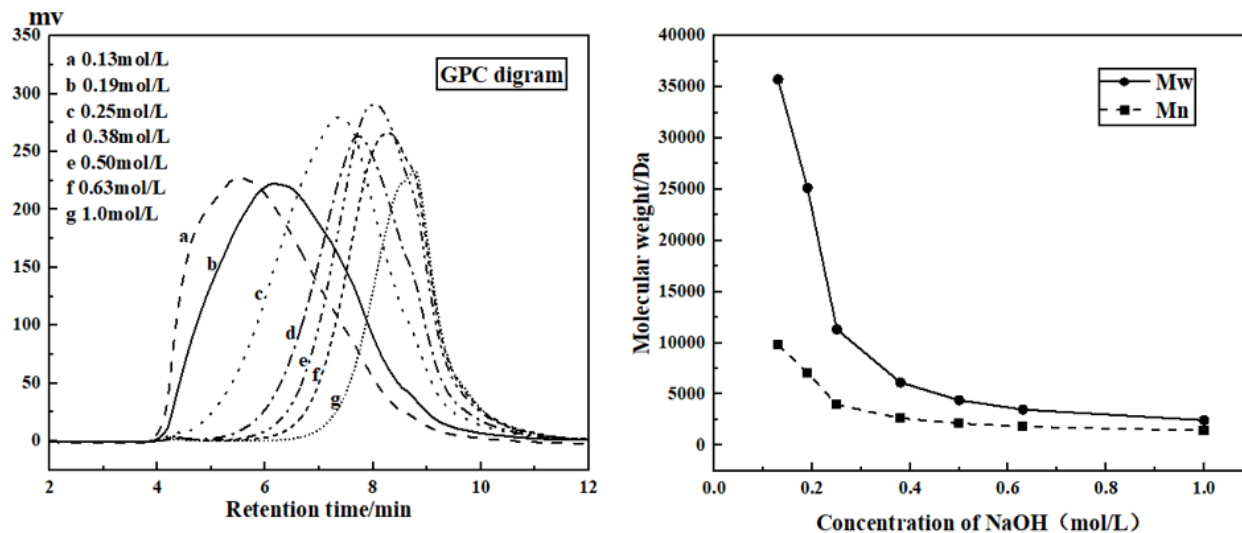 mv
350
300
250
200
150
100
50
0
a 0.13mol/L
b 0.19mol/L
c 0.25mol/L
d 0.38mol/L
e 0.50mol/L
f 0.63mol/L
g 1.0mol/L
GPC digram
a
b
c
d
e
f
g
2 4 6 8 10 12
Retention time/min
Molecular weight/Da
40000
35000
30000
25000
20000
15000
10000
5000
0
Mw
Mn
0.0 0.2 0.4 0.6 0.8 1.0
Concentration of NaOH（mol/L）